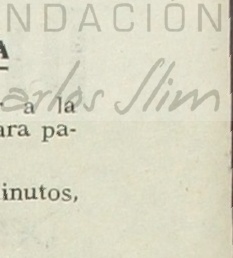 NDACIÓN
A
Carlos Slim
a la
ara pa-
inutos,